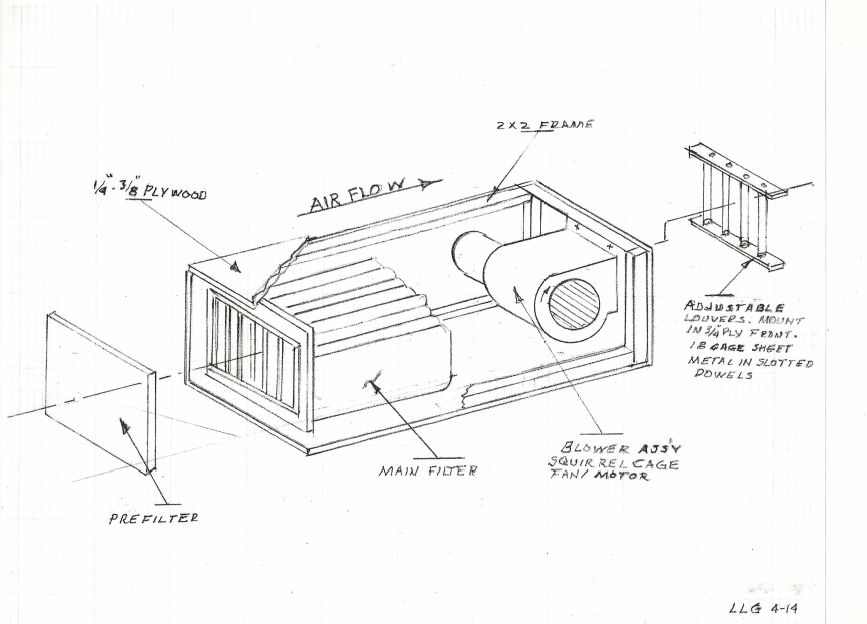 2X2 FRAME
1/4"-3/8" PLYWOOD
AIR FLOW
ADJUSTABLE
LOUVERS. MOUNT
IN 3/4" PLY FRONT.
18 GAGE SHEET
METAL IN SLOTTED
DOWELS
BLOWER ASS'Y
SQUIRREL CAGE
FAN/MOTOR
MAIN FILTER
PREFILTER
LLG 4-14